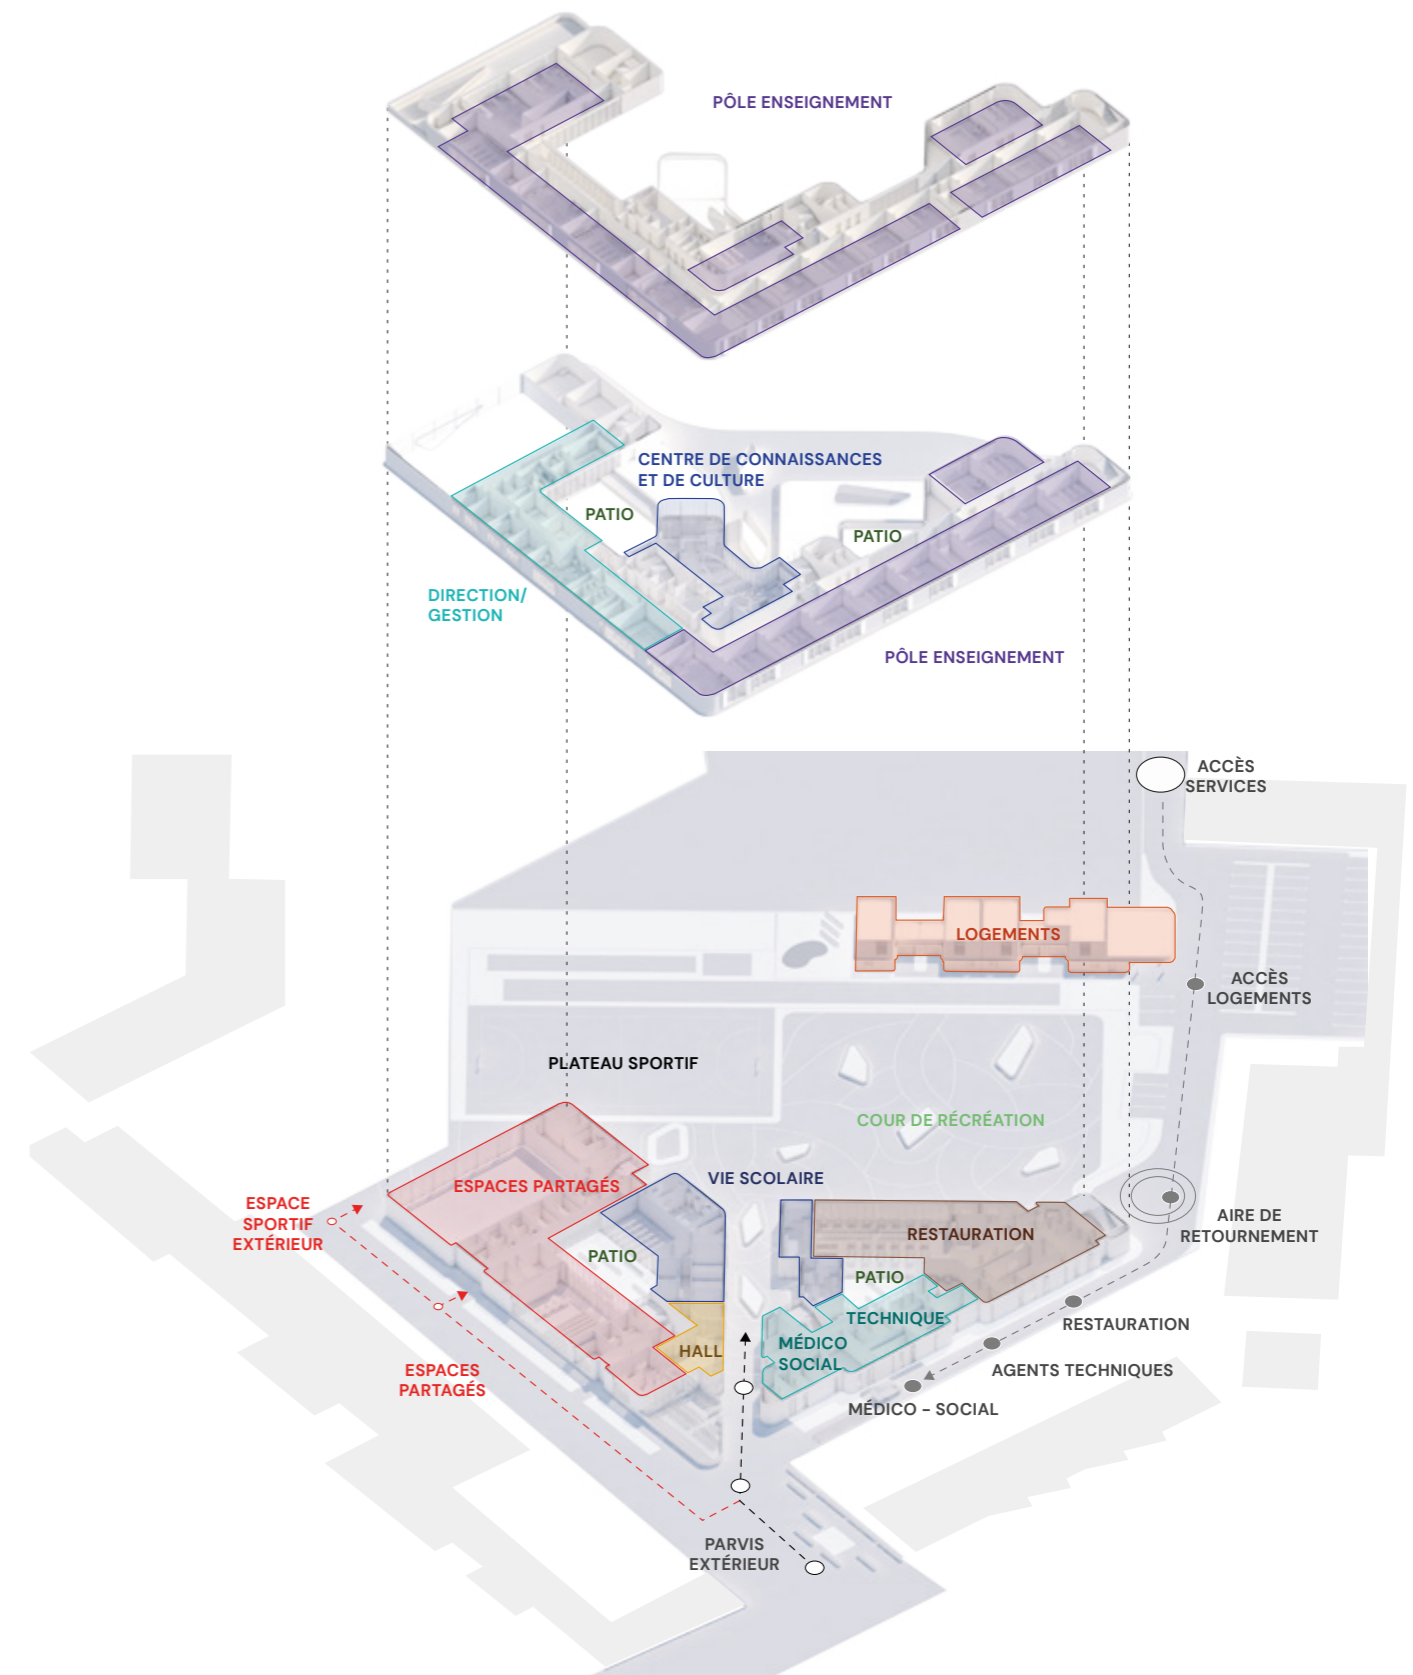 PÔLE ENSEIGNEMENT
CENTRE DE CONNAISSANCES
ET DE CULTURE
PATIO
PATIO
DIRECTION/
GESTION
PÔLE ENSEIGNEMENT
ACCÈS
SERVICES
LOGEMENTS
ACCÈS
LOGEMENTS
PLATEAU SPORTIF
COUR DE RÉCRÉATION
VIE SCOLAIRE
ESPACES PARTAGÉS
ESPACE
SPORTIF
EXTÉRIEUR
RESTAURATION
AIRE DE
RETOURNEMENT
PATIO
PATIO
TECHNIQUE
RESTAURATION
HALL
MÉDICO
SOCIAL
ESPACES
PARTAGÉS
AGENTS TECHNIQUES
MÉDICO - SOCIAL
PARVIS
EXTÉRIEUR